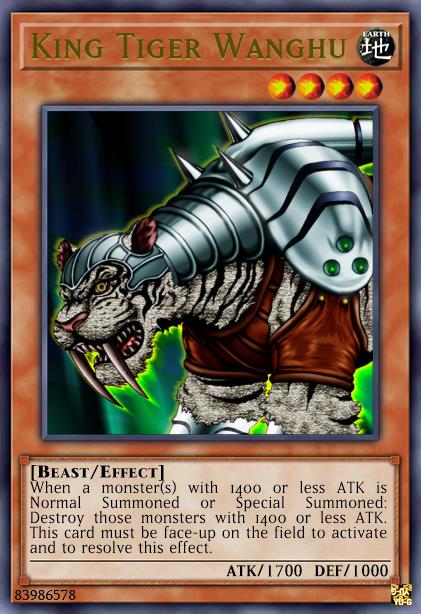 King Tiger Wanghu
EARTH
地
[Beast/Effect]
When a monster(s) with 1400 or less ATK is
Normal Summoned or Special Summoned:
Destroy those monsters with 1400 or less ATK.
This card must be face-up on the field to activate
and to resolve this effect.
ATK/1700 DEF/1000
83986578